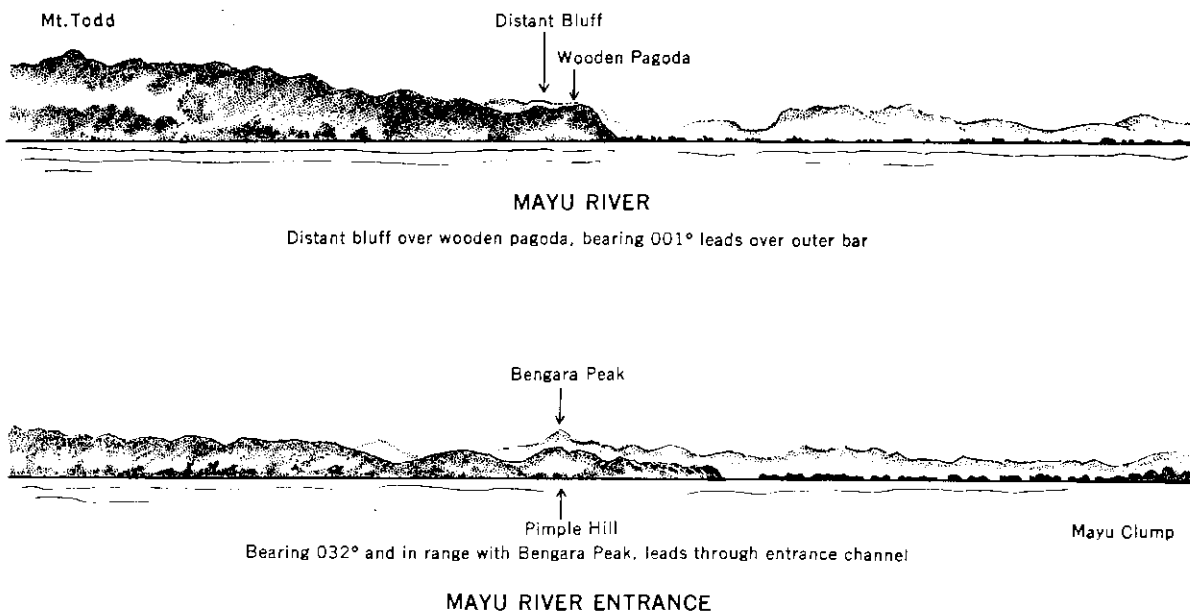 Mt.Todd
Distant Bluff
Wooden Pagoda
MAYU RIVER
Distant bluff over wooden pagoda, bearing 001° leads over outer bar
Bengara Peak
Pimple Hill
Mayu Clump
Bearing 032° and in range with Bengara Peak, leads through entrance channel
MAYU RIVER ENTRANCE